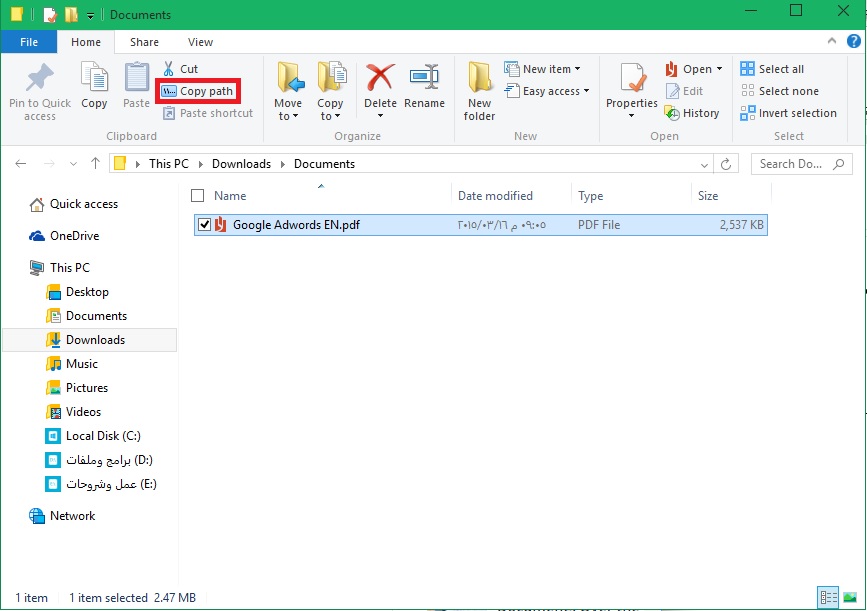 Documents
File Home Share View
Pin to Quick access
Copy
Paste
Cut
Copy path
Paste shortcut
Clipboard
Move to
Copy to
Delete
Rename
Organize
New folder
New item
Easy access
New
Properties
Open
Edit
History
Open
Select all
Select none
Invert selection
Select
This PC Downloads Documents
Search Do...
Name Date modified Type Size
Google Adwords EN.pdf ٢٠١٥/٠٣/١٦ ٠٩:٠٥ م PDF File 2,537 KB
Quick access
OneDrive
This PC
Desktop
Documents
Downloads
Music
Pictures
Videos
Local Disk (C:)
برامج وملفات (D:)
عمل وشروحات (E:)
Network
1 item 1 item selected 2.47 MB